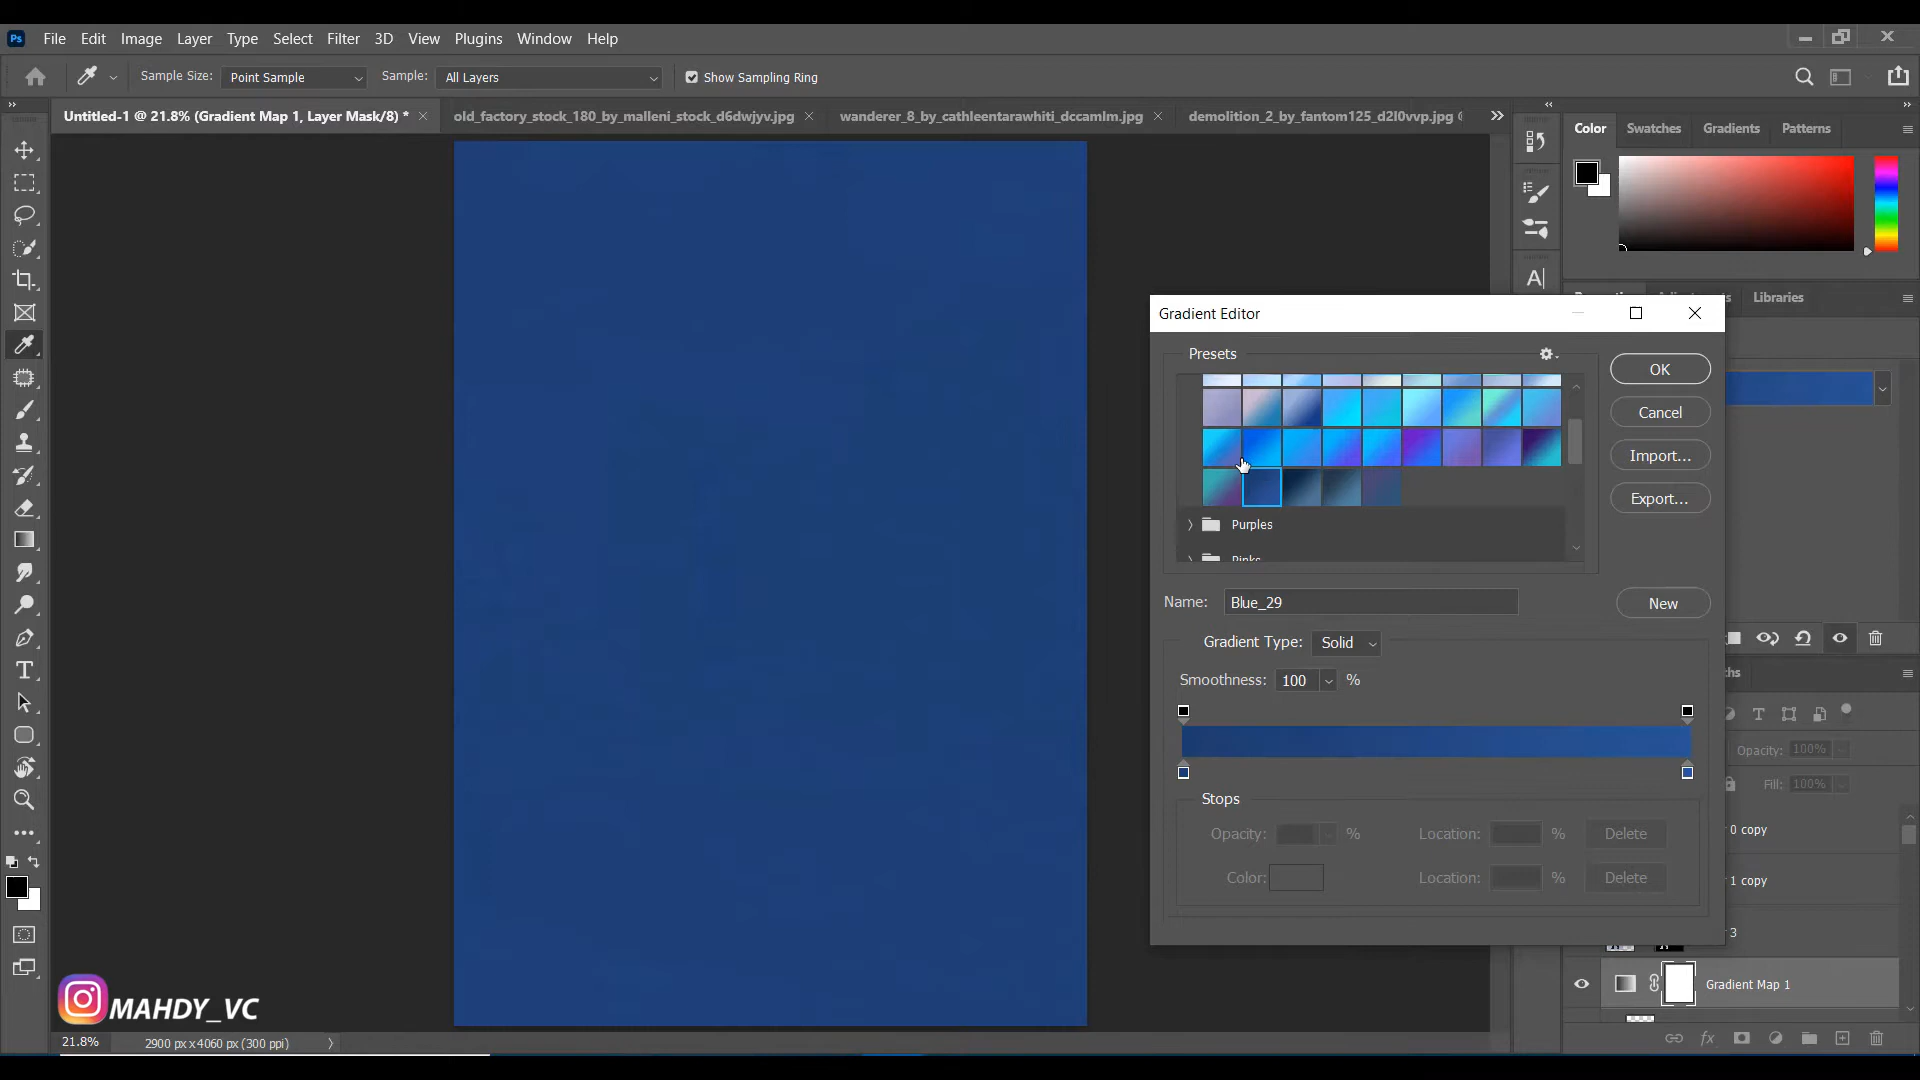 Ps File Edit Image Layer Type Select Filter 3D View Plugins Window Help
Sample Size: Point Sample Sample: All Layers Show Sampling Ring
Untitled-1 @ 21.8% (Gradient Map 1, Layer Mask/8) *
old_factory_stock_180_by_malleni_stock_d6dwjyv.jpg
wanderer_8_by_cathleentarawhiti_dccamlm.jpg
demolition_2_by_fantom125_d2l0vvp.jpg
Color Swatches Gradients Patterns
Libraries
Gradient Editor
Presets
OK
Cancel
Import...
Export...
Purples
Pinks
Name: Blue_29
New
Gradient Type: Solid
Smoothness: 100 %
Stops
Opacity: % Location: % Delete
Color: Location: % Delete
Opacity: 100%
Fill: 100%
0 copy
1 copy
3
Gradient Map 1
MAHDY_VC
21.8% 2900 px x 4060 px (300 ppi)